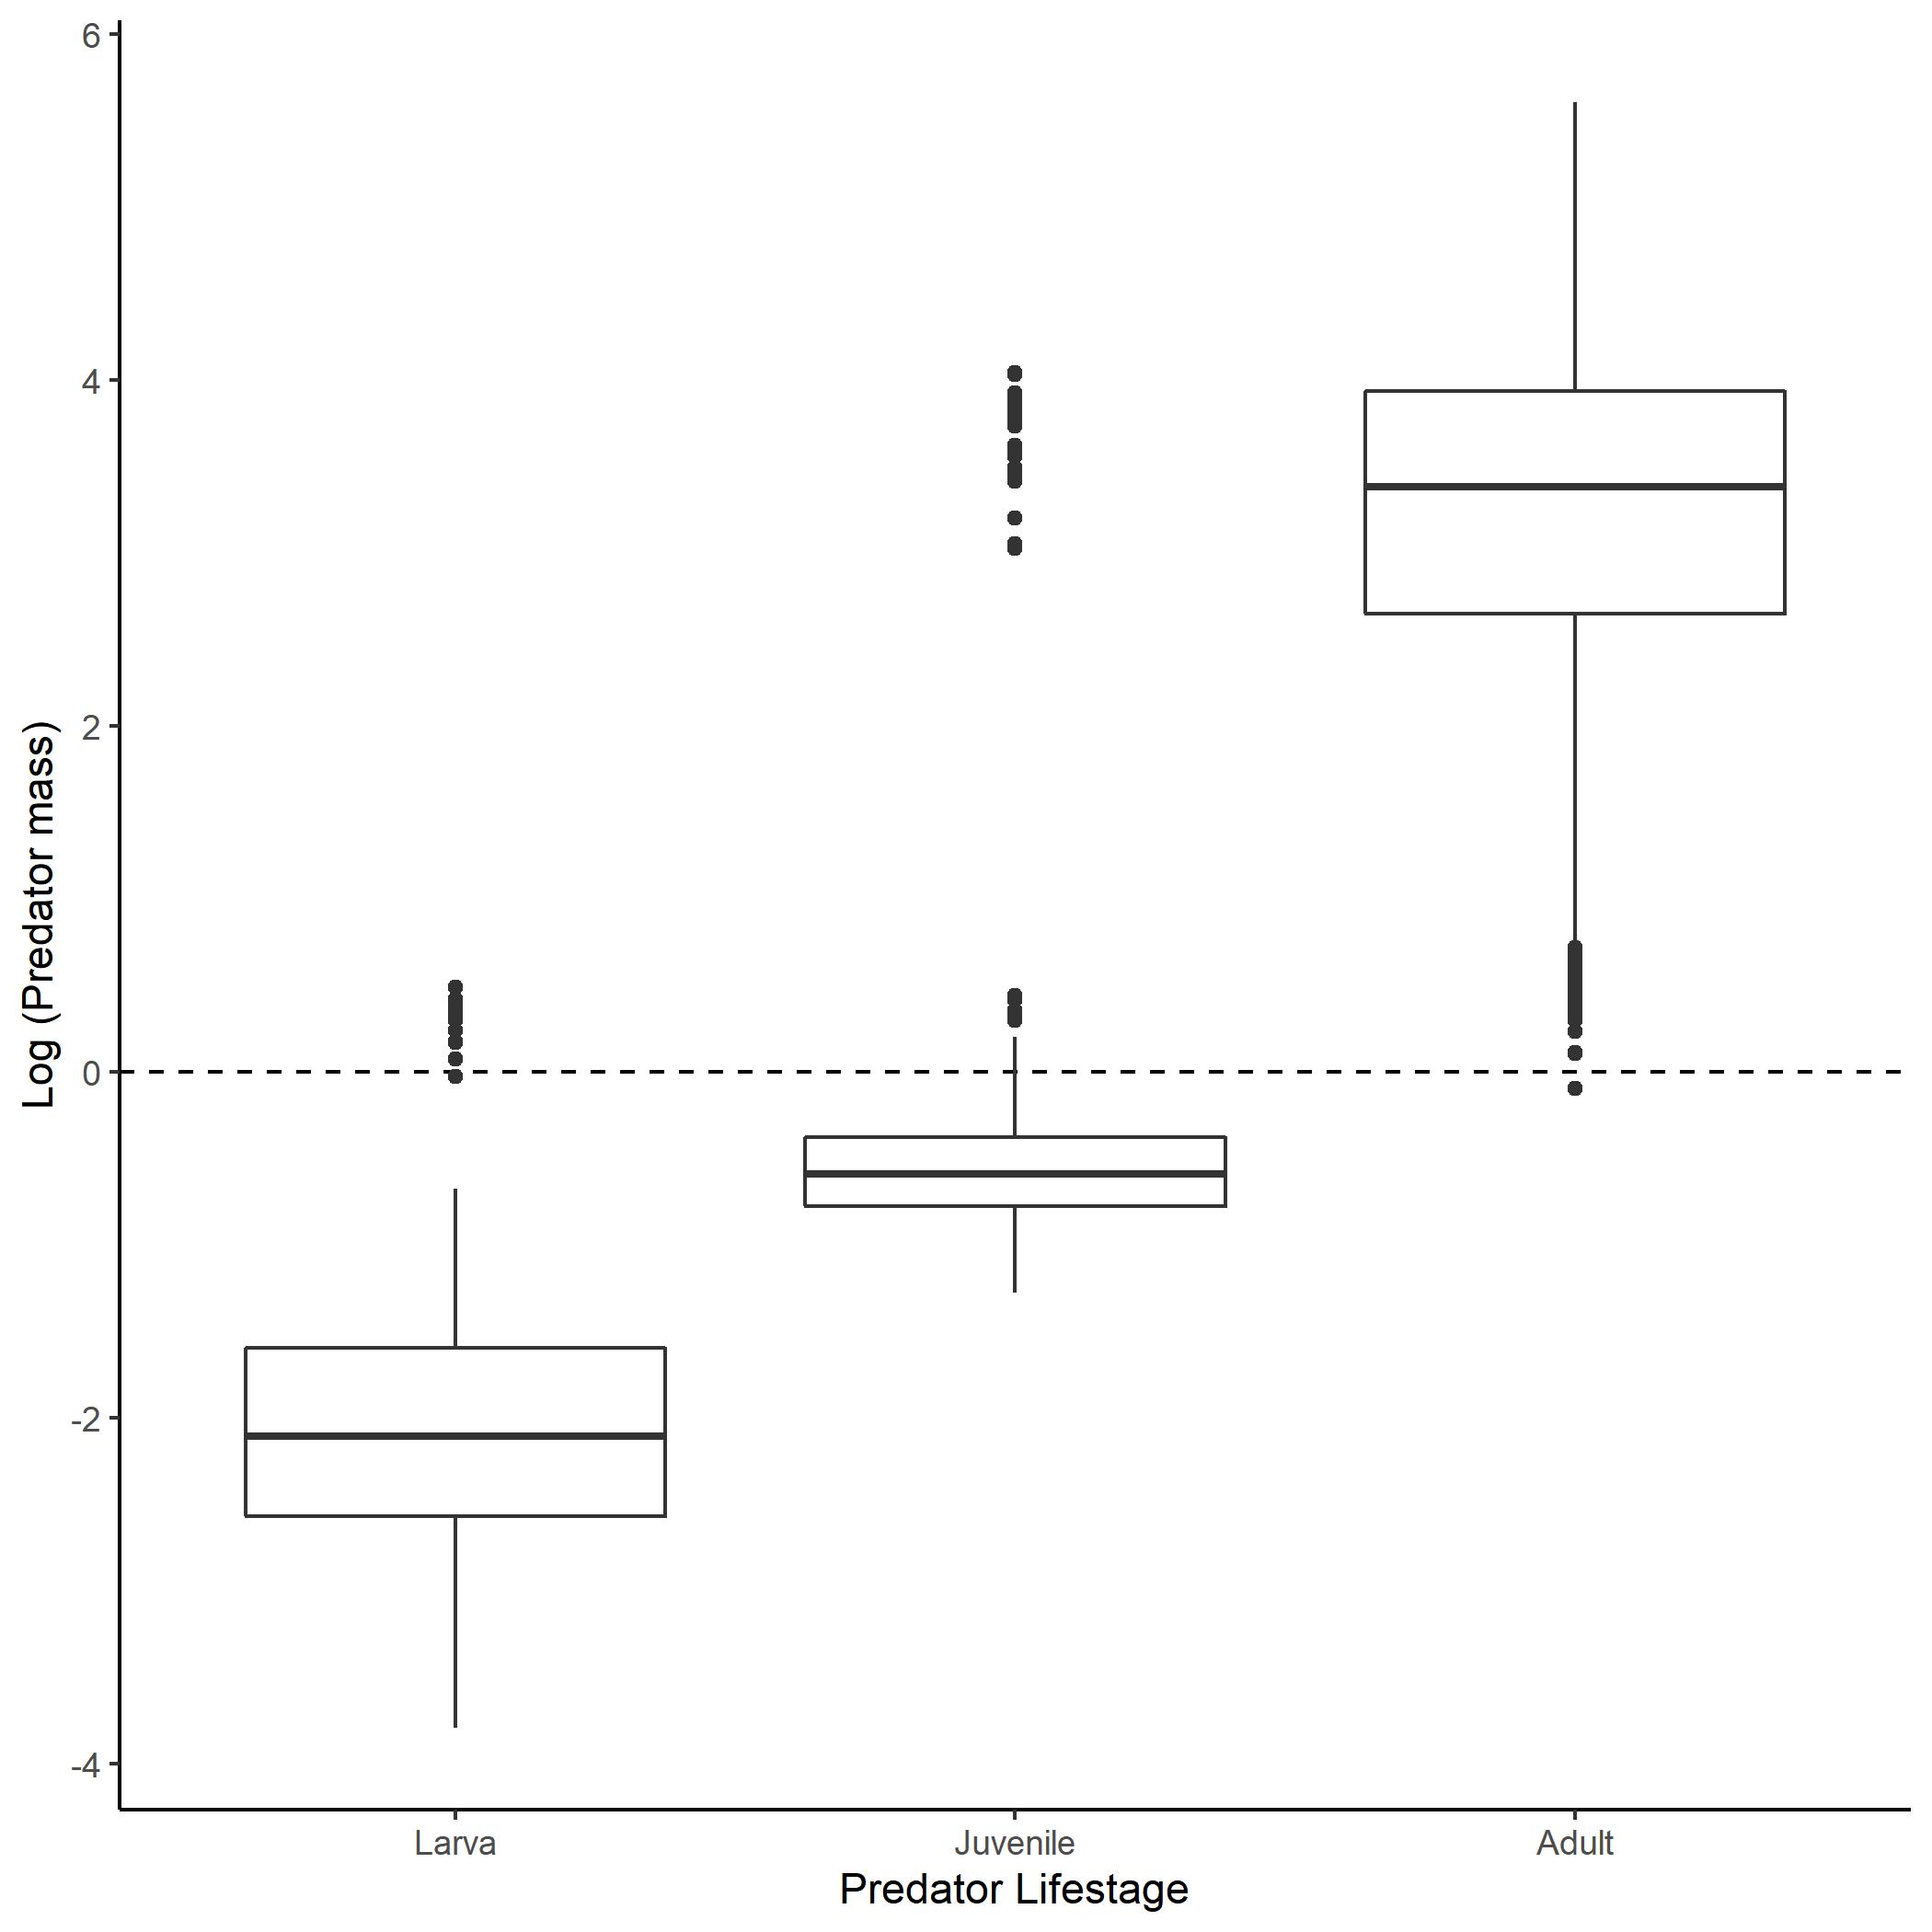 Log (Predator mass)
6
4
2
0
-2
-4
Larva Juvenile Adult
Predator Lifestage